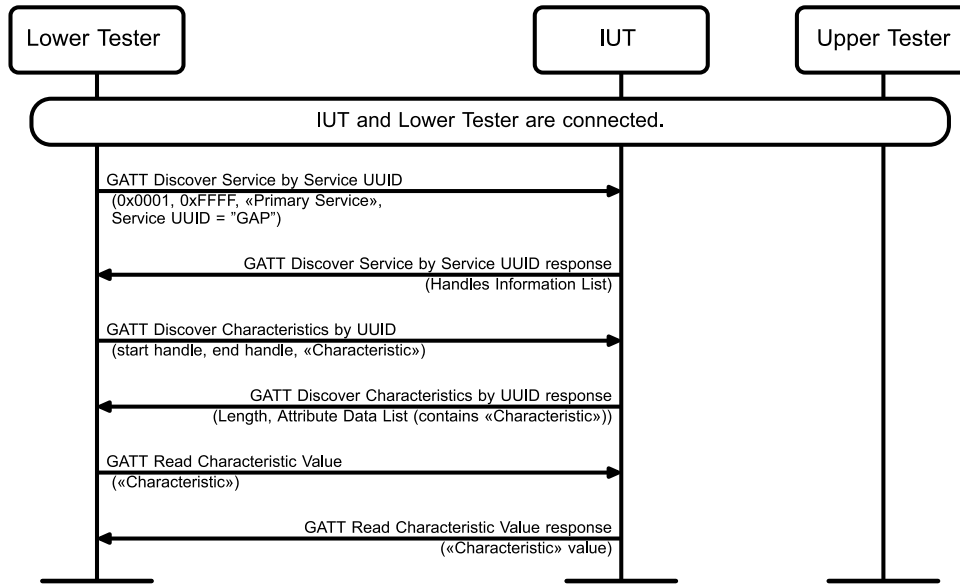 Lower Tester
IUT
Upper Tester
IUT and Lower Tester are connected.
GATT Discover Service by Service UUID
(0x0001, 0xFFFF, «Primary Service»,
Service UUID = ”GAP”)
GATT Discover Service by Service UUID response
(Handles Information List)
GATT Discover Characteristics by UUID
(start handle, end handle, «Characteristic»)
GATT Discover Characteristics by UUID response
(Length, Attribute Data List (contains «Characteristic»))
GATT Read Characteristic Value
(«Characteristic»)
GATT Read Characteristic Value response
(«Characteristic» value)